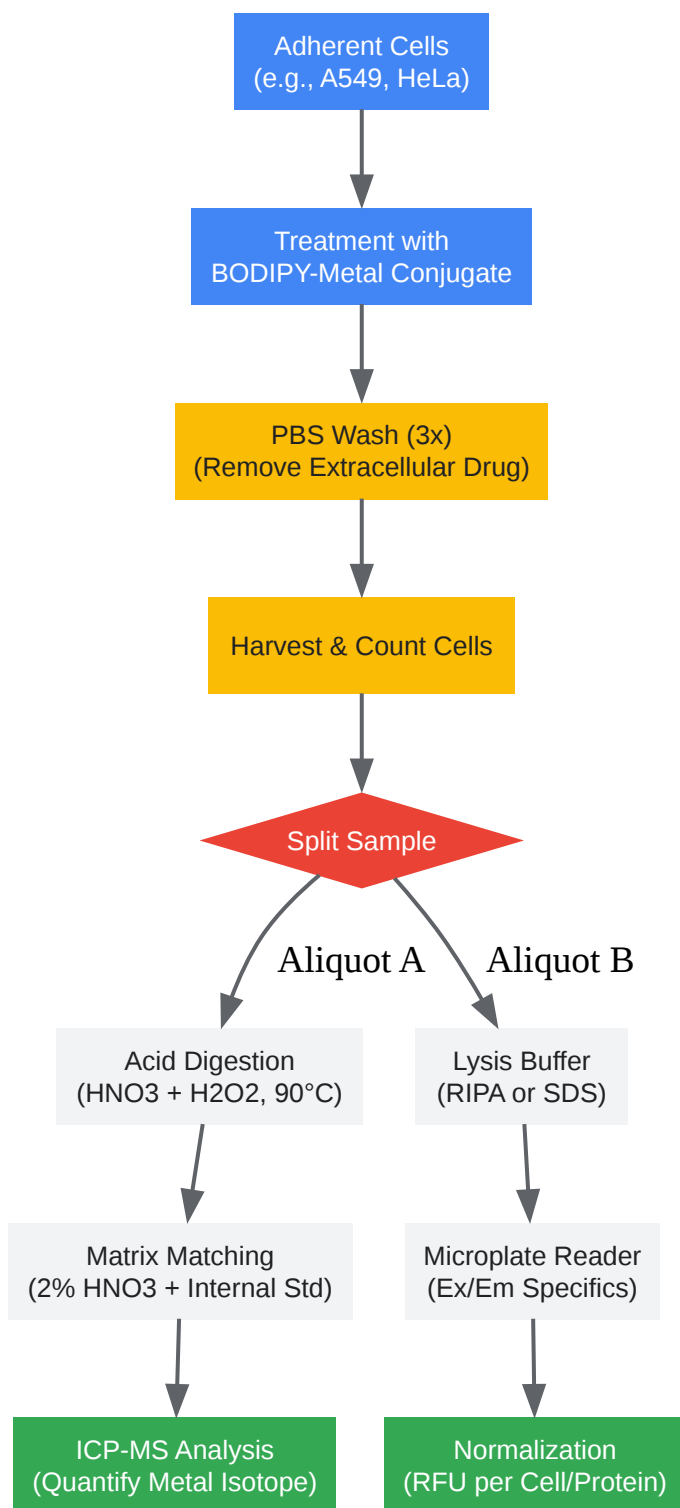 Adherent Cells
(e.g., A549, HeLa)
Treatment with
BODIPY-Metal Conjugate
PBS Wash (3x)
(Remove Extracellular Drug)
Harvest & Count Cells
Split Sample
Aliquot A
Aliquot B
Acid Digestion
(HNO3 + H2O2, 90°C)
Lysis Buffer
(RIPA or SDS)
Matrix Matching
(2% HNO3 + Internal Std)
Microplate Reader
(Ex/Em Specifics)
ICP-MS Analysis
(Quantify Metal Isotope)
Normalization
(RFU per Cell/Protein)